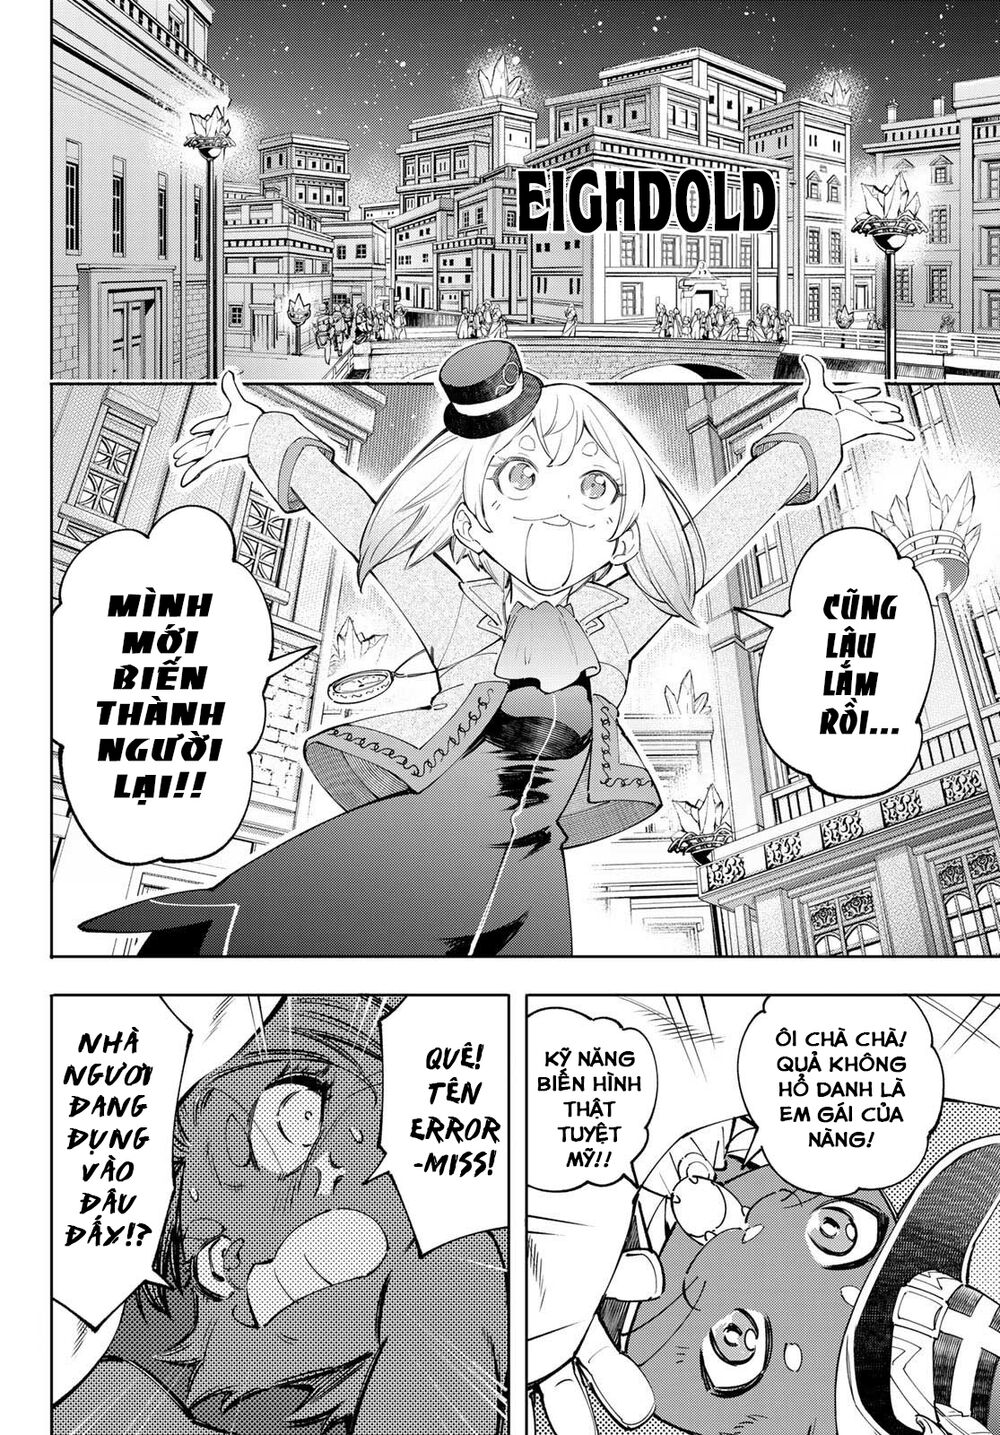 EIGHDOLD
CŨNG
LÂU
LẮM
RỒI...
MÌNH
MỚI
BIẾN
THÀNH
NGƯỜI
LẠI!!
ÔI CHÀ CHÀ!
QUẢ KHÔNG
HỔ DANH LÀ
EM GÁI CỦA
NÀNG!
KỸ NĂNG
BIẾN HÌNH
THẬT
TUYỆT
MỸ!!
QUÊ!
TÊN
ERROR
-MISS!
NHÀ
NGƯƠI
ĐANG
ĐỤNG
VÀO
ĐÂU
ĐẤY!?